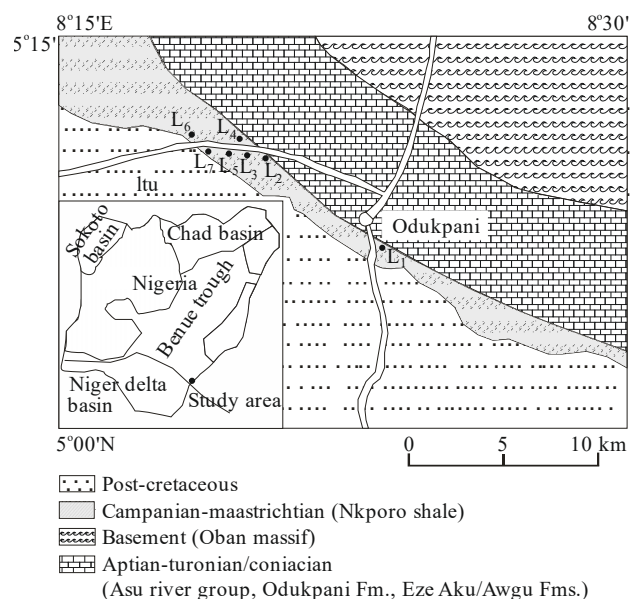 8°15'E 8°30'
5°15'
L6 L4
L7 L5 L3 L2
ltu
Odukpani
L1
Sokoto
basin
Chad basin
Nigeria
Benue trough
Niger delta
basin
Study area
5°00'N 0 5 10 km
Post-cretaceous
Campanian-maastrichtian (Nkporo shale)
Basement (Oban massif)
Aptian-turonian/coniacian
(Asu river group, Odukpani Fm., Eze Aku/Awgu Fms.)